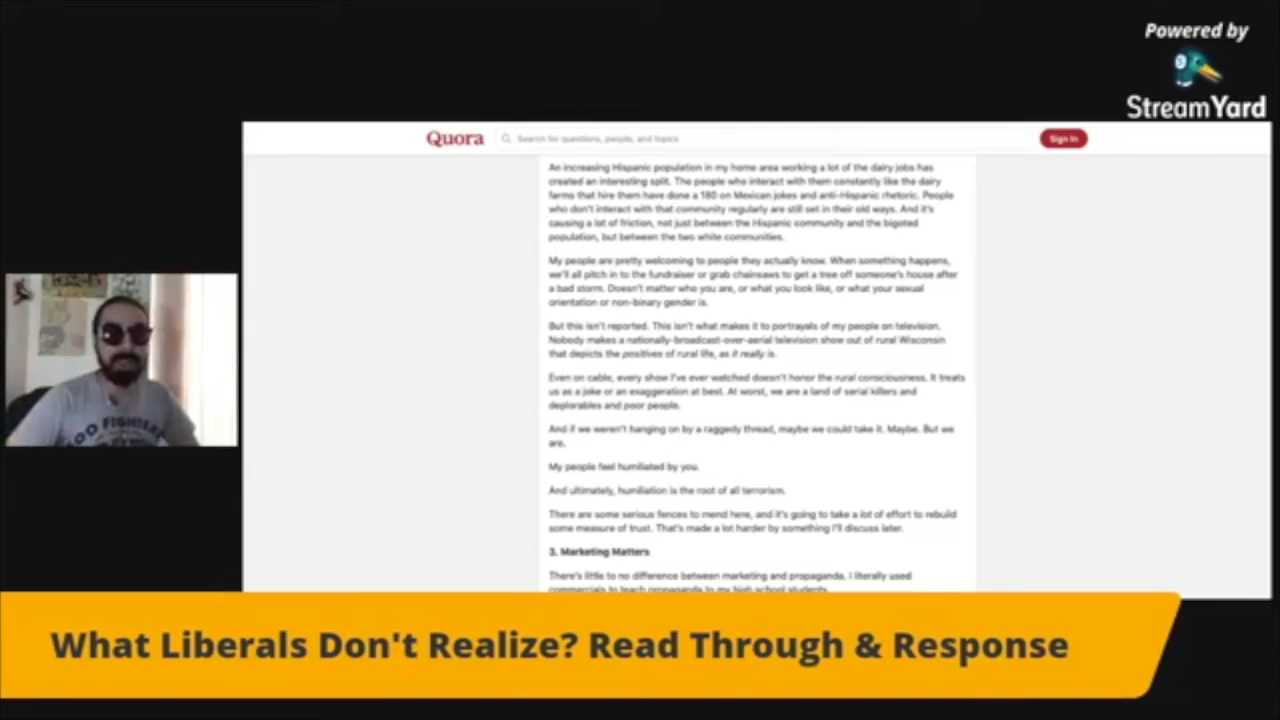 Powered by
StreamYard
Quora
Search for questions, people, and topics
Sign In
An increasing Hispanic population in my home area working a lot of the dairy jobs has
created an interesting split. The people who interact with them constantly like the dairy
farms that hire them have done a 180 on Mexican jokes and anti-Hispanic rhetoric. People
who don't interact with that community regularly are still set in their old ways. And it's
causing a lot of friction, not just between the Hispanic community and the bigoted
population, but between the two white communities.
My people are pretty welcoming to people they actually know. When something happens,
we'll all pitch in to the fundraiser or grab chainsaws to get a tree off someone's house after
a bad storm. Doesn't matter who you are, or what you look like, or what your sexual
orientation or non-binary gender is.
But this isn't reported. This isn't what makes it to portrayals of my people on television.
Nobody makes a nationally-broadcast-over-aerial television show out of rural Wisconsin
that depicts the positives of rural life, as it really is.
Even on cable, every show I've ever watched doesn't honor the rural consciousness. It treats
us as a joke or an exaggeration at best. At worst, we are a land of serial killers and
deplorables and poor people.
And if we weren't hanging on by a raggedy thread, maybe we could take it. Maybe. But we
are.
My people feel humiliated by you.
And ultimately, humiliation is the root of all terrorism.
There are some serious fences to mend here, and it's going to take a lot of effort to rebuild
some measure of trust. That's made a lot harder by something I'll discuss later.
3. Marketing Matters
There's little to no difference between marketing and propaganda. I literally used
commercials to teach propaganda to my high school students.
FOO FIGHTERS
What Liberals Don't Realize? Read Through & Response